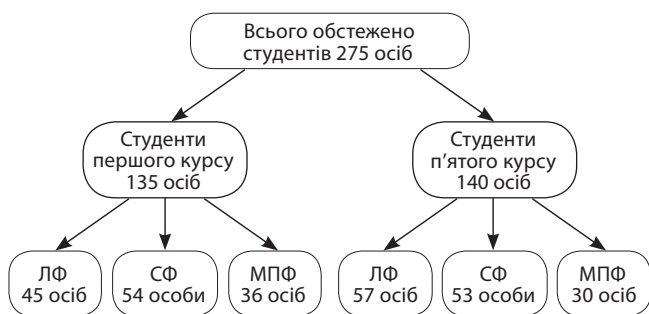 Всього обстежено
студентів 275 осіб
Студенти
першого курсу
135 осіб
Студенти
п'ятого курсу
140 осіб
ЛФ
45 осіб
СФ
54 особи
МПФ
36 осіб
ЛФ
57 осіб
СФ
53 особи
МПФ
30 осіб